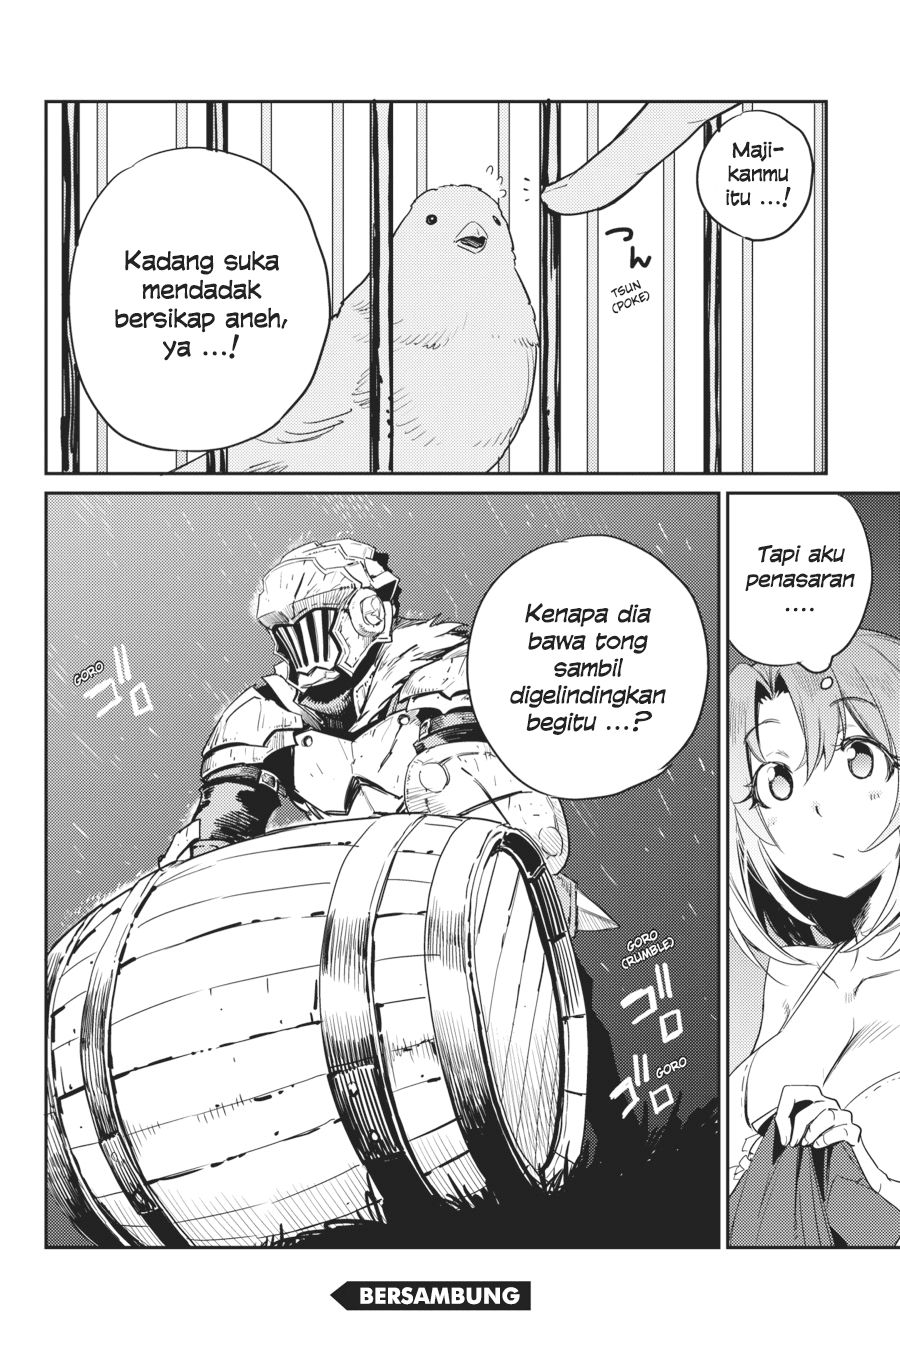 Maji-
kanmu
itu ...!
つん
TSUN
(POKE)
Kadang suka
mendadak
bersikap aneh,
ya ...!
Tapi aku
penasaran
....
Kenapa dia
bawa tong
sambil
digelindingkan
begitu ...?
GORO
ゴロ
GORO
(RUMBLE)
ゴロ
GORO
ゴロ
BERSAMBUNG